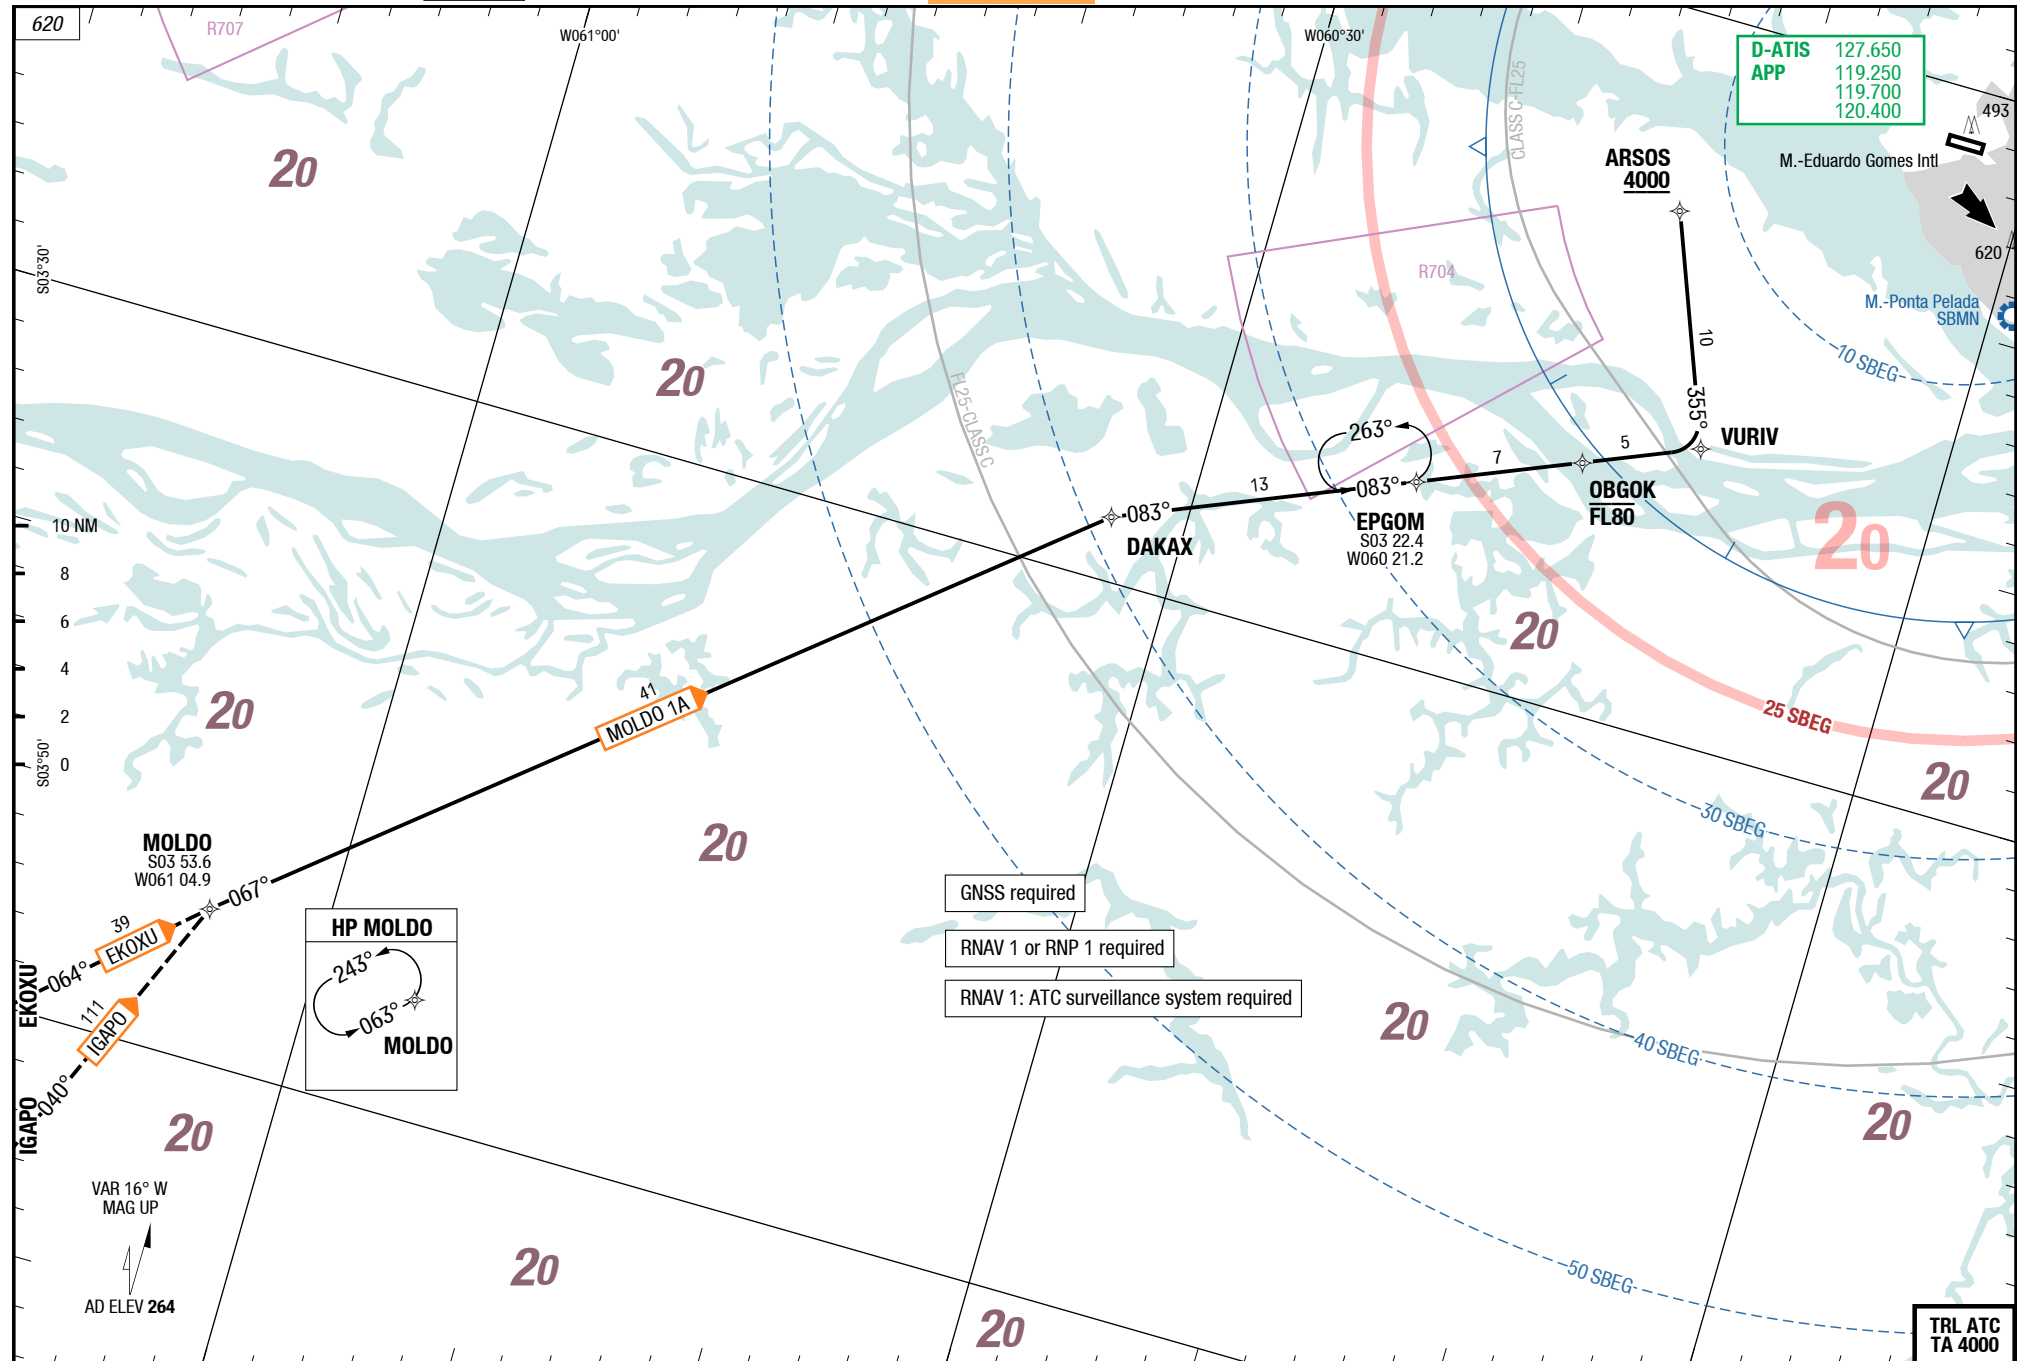 620
R707
W061°00'
W060°30'
CLASS C-FL25
D-ATIS 127.650
APP 119.250
119.700
120.400
493
M.-Eduardo Gomes Intl
ARSOS
4000
20
620
R704
M.-Ponta Pelada
SBMN
S03°30'
10
10 SBEG
20
FL25-CLASS C
355°
263°
VURIV
5
7
13
083°
083°
OBGOK
FL80
EPGOM
S03 22.4
W060 21.2
DAKAX
20
10 NM
8
6
4
2
0
S03°50'
20
20
41
MOLDO 1A
25 SBEG
20
30 SBEG
MOLDO
S03 53.6
W061 04.9
20
067°
39
EKOXU
064°
EKOXU
111
IGAPO
040°
IGAPO
HP MOLDO
243°
063°
MOLDO
GNSS required
RNAV 1 or RNP 1 required
RNAV 1: ATC surveillance system required
20
40 SBEG
20
20
VAR 16° W
MAG UP
AD ELEV 264
20
50 SBEG
20
TRL ATC
TA 4000